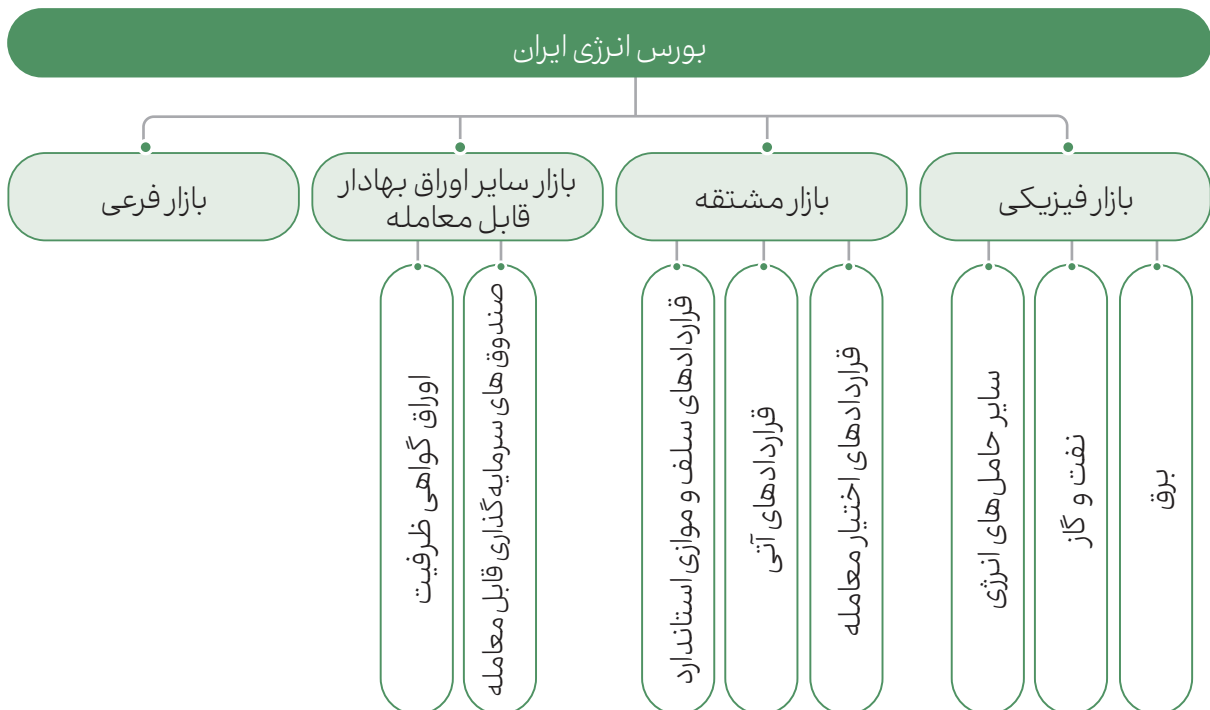 بورس انرژی ایران
بازار فیزیکی
بازار مشتقه
بازار سایر اوراق بهادار
قابل معامله
بازار فرعی
برق
نفت و گاز
سایر حامل‌های انرژی
قراردادهای اختیار معامله
قراردادهای آتی
قراردادهای سلف و موازی استاندارد
صندوق‌های سرمایه‌گذاری قابل معامله
اوراق گواهی ظرفیت